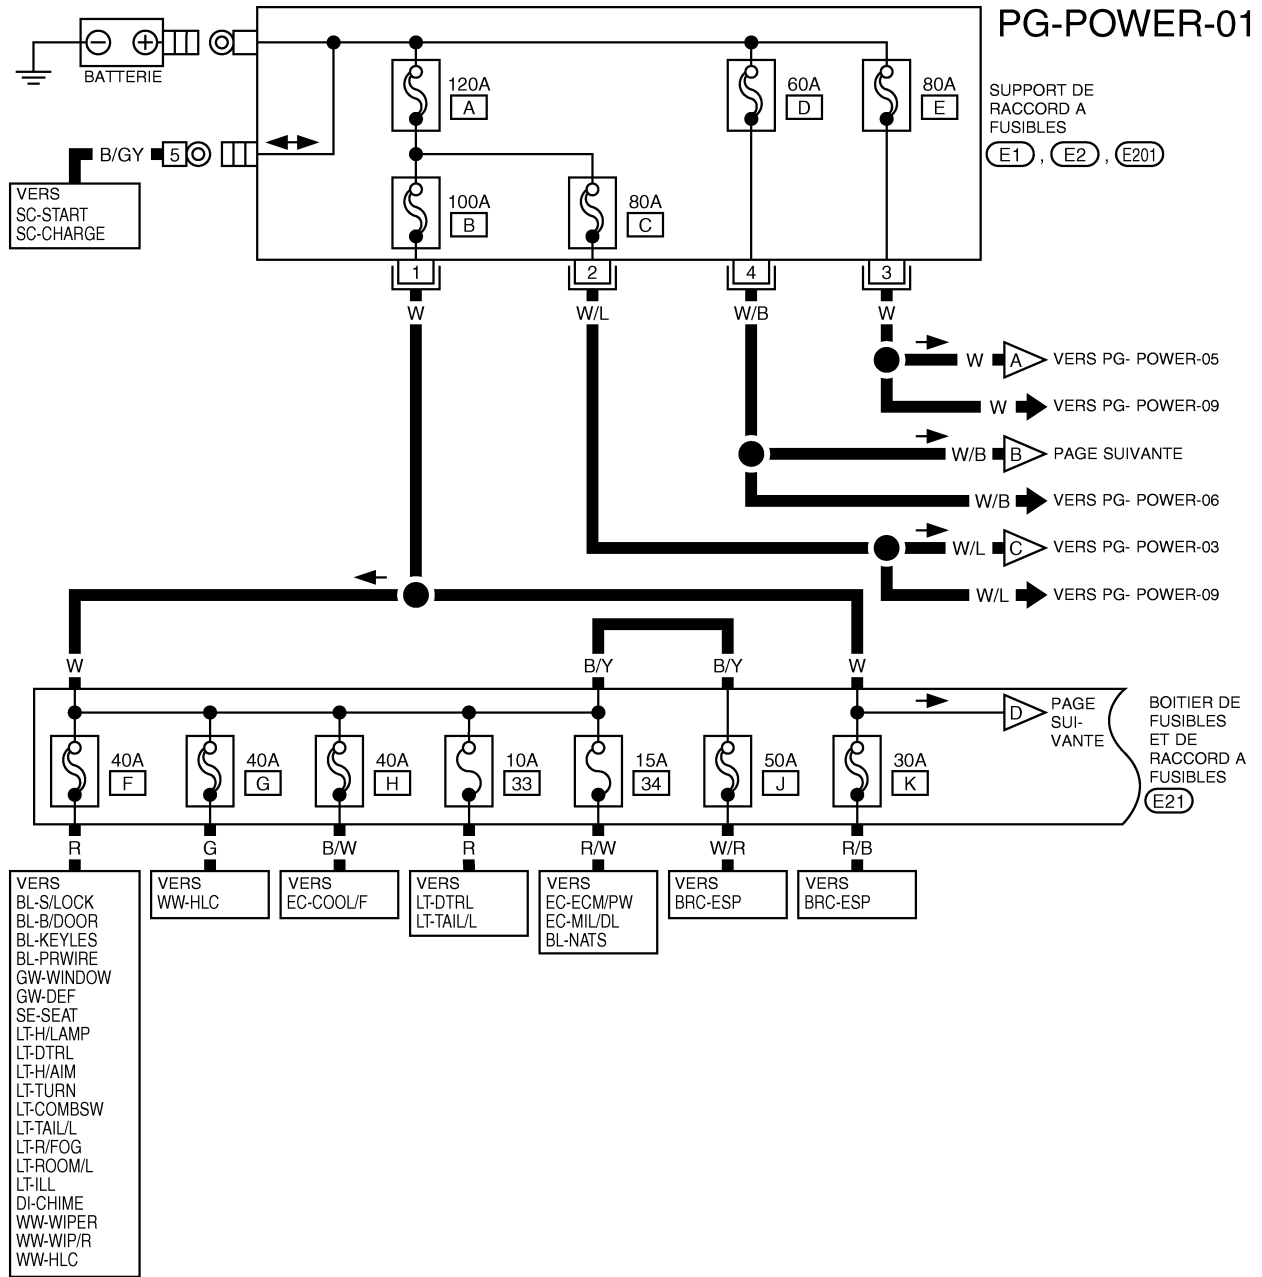 PG-POWER-01
BATTERIE
120A
A
60A
D
80A
E
SUPPORT DE
RACCORD A
FUSIBLES
E1 , E2 , E201
B/GY
5
VERS
SC-START
SC-CHARGE
100A
B
80A
C
1
2
4
3
W
W/L
W/B
W
W
A
VERS PG- POWER-05
W
VERS PG- POWER-09
W/B
B
PAGE SUIVANTE
W/B
VERS PG- POWER-06
W/L
C
VERS PG- POWER-03
W/L
VERS PG- POWER-09
W
B/Y
B/Y
W
D
PAGE
SUI-
VANTE
BOITIER DE
FUSIBLES
ET DE
RACCORD A
FUSIBLES
E21
40A
F
40A
G
40A
H
10A
33
15A
34
50A
J
30A
K
R
G
B/W
R
R/W
W/R
R/B
VERS
BL-S/LOCK
BL-B/DOOR
BL-KEYLES
BL-PRWIRE
GW-WINDOW
GW-DEF
SE-SEAT
LT-H/LAMP
LT-DTRL
LT-H/AIM
LT-TURN
LT-COMBSW
LT-TAIL/L
LT-R/FOG
LT-ROOM/L
LT-ILL
DI-CHIME
WW-WIPER
WW-WIP/R
WW-HLC
VERS
WW-HLC
VERS
EC-COOL/F
VERS
LT-DTRL
LT-TAIL/L
VERS
EC-ECM/PW
EC-MIL/DL
BL-NATS
VERS
BRC-ESP
VERS
BRC-ESP